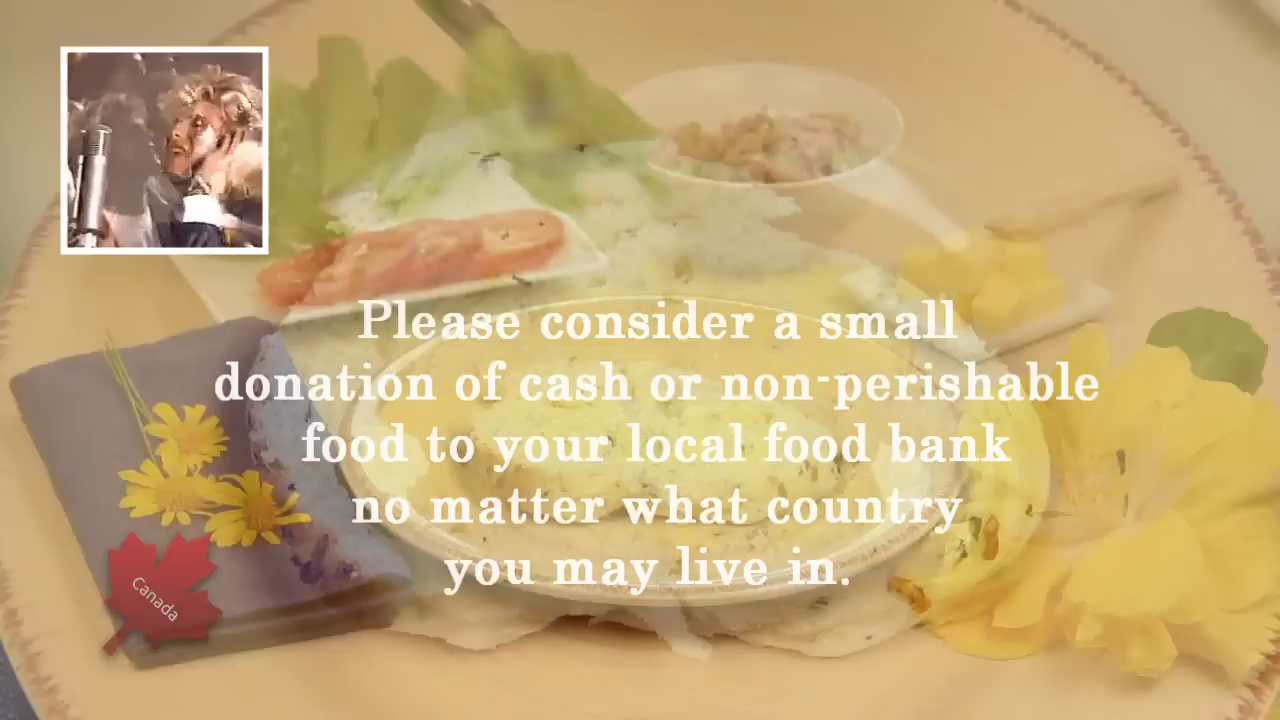 Please consider a small
donation of cash or non-perishable
food to your local food bank
no matter what country
you may live in.
Canada